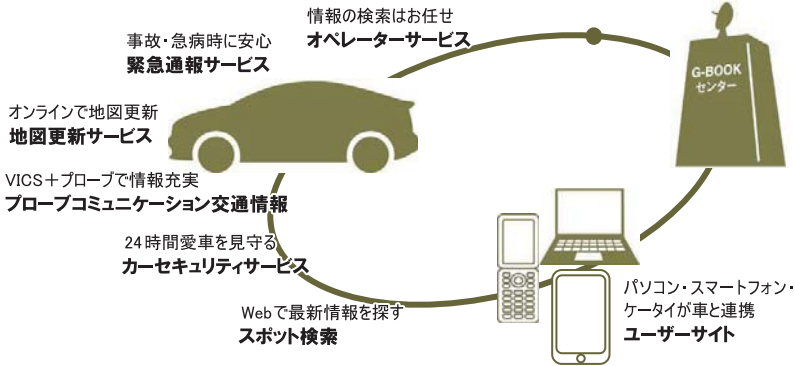 情報の検索はお任せ
オペレーターサービス
事故・急病時に安心
緊急通報サービス
G-BOOK
センター
オンラインで地図更新
地図更新サービス
VICS+プローブで情報充実
プローブコミュニケーション交通情報
24時間愛車を見守る
カーセキュリティサービス
Webで最新情報を探す
スポット検索
パソコン・スマートフォン・
ケータイが車と連携
ユーザーサイト